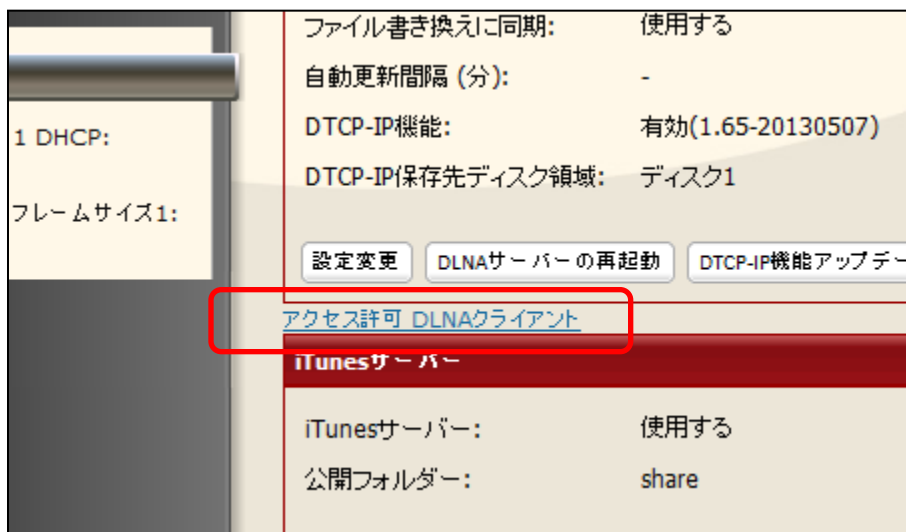 ファイル書き換えに同期: 使用する
自動更新間隔 (分): -
1 DHCP:
DTCP-IP機能: 有効(1.65-20130507)
DTCP-IP保存先ディスク領域: ディスク1
フレームサイズ1:
設定変更 DLNAサーバーの再起動 DTCP-IP機能アップデー
アクセス許可 DLNAクライアント
iTunesサーバー
iTunesサーバー: 使用する
公開フォルダー: share